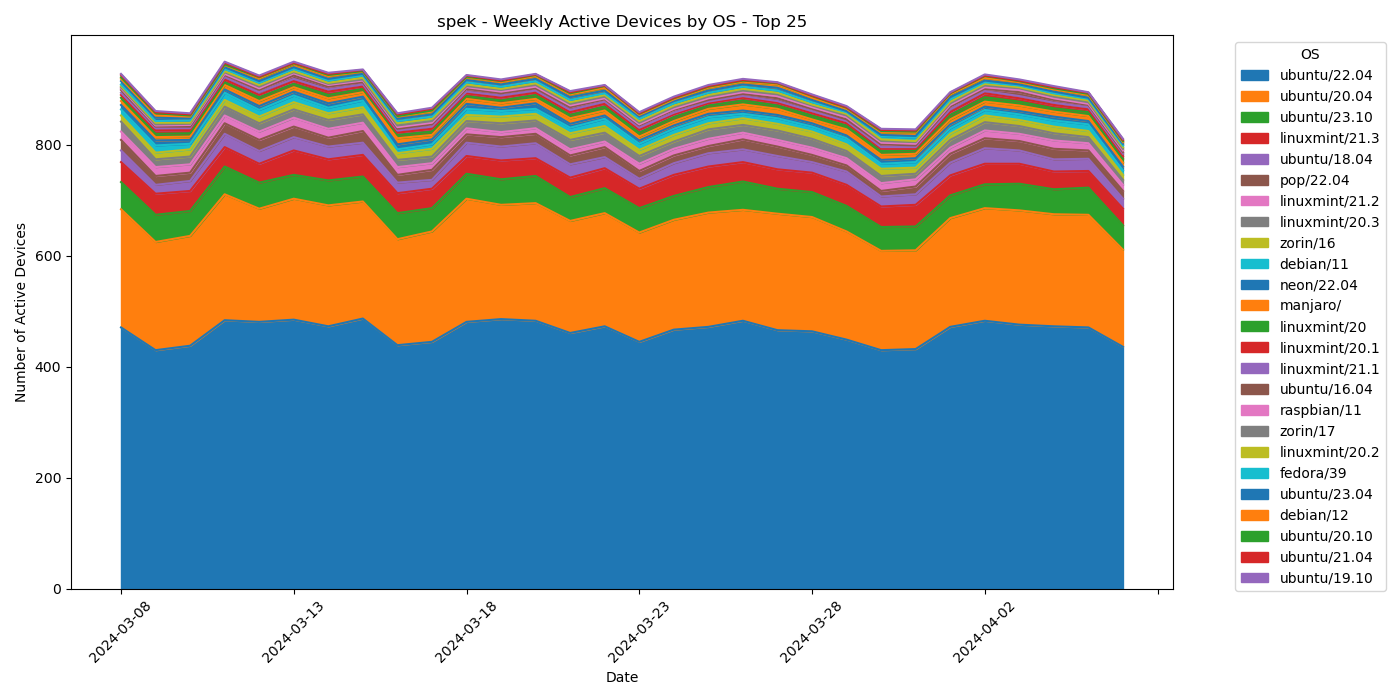 spek - Weekly Active Devices by OS - Top 25
Number of Active Devices
800
600
400
200
0
2024-03-08
2024-03-13
2024-03-18
2024-03-23
2024-03-28
2024-04-02
Date
OS
ubuntu/22.04
ubuntu/20.04
ubuntu/23.10
linuxmint/21.3
ubuntu/18.04
pop/22.04
linuxmint/21.2
linuxmint/20.3
zorin/16
debian/11
neon/22.04
manjaro/
linuxmint/20
linuxmint/20.1
linuxmint/21.1
ubuntu/16.04
raspbian/11
zorin/17
linuxmint/20.2
fedora/39
ubuntu/23.04
debian/12
ubuntu/20.10
ubuntu/21.04
ubuntu/19.10